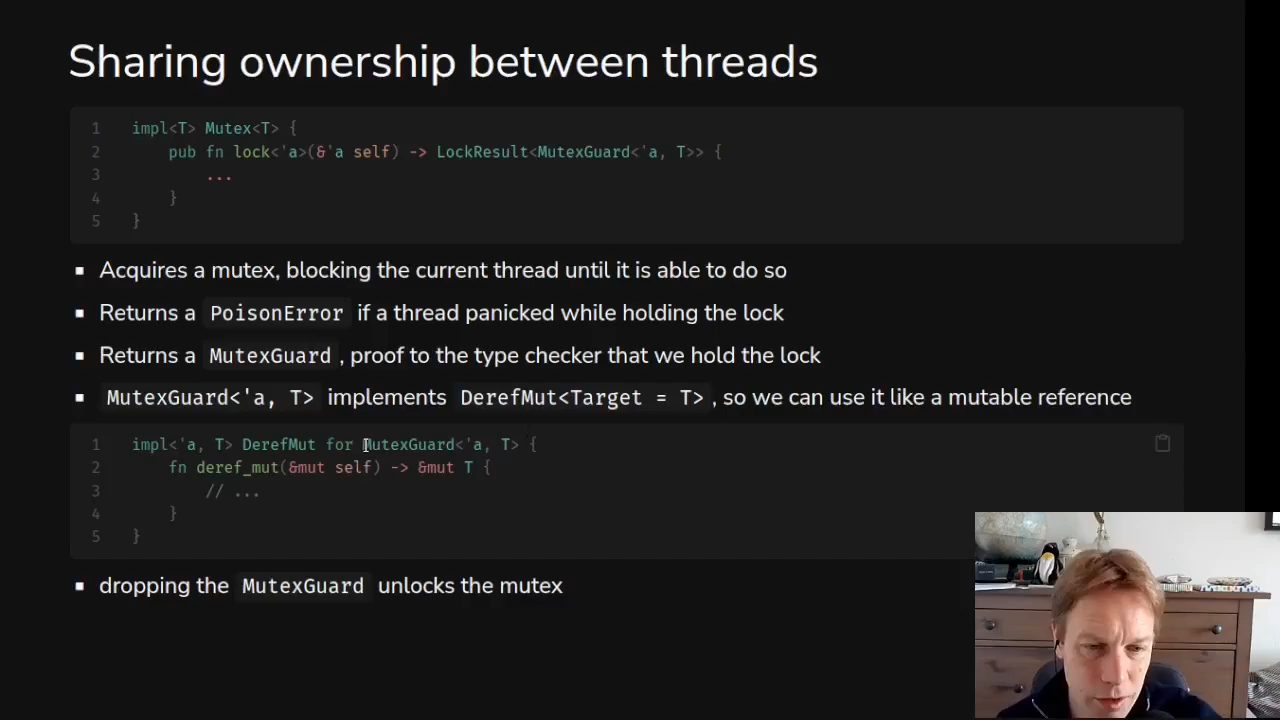 Sharing ownership between threads
1 impl<T> Mutex<T> {
2 pub fn lock<'a>(&'a self) -> LockResult<MutexGuard<'a, T>> {
3 ...
4 }
5 }
▪ Acquires a mutex, blocking the current thread until it is able to do so
▪ Returns a PoisonError if a thread panicked while holding the lock
▪ Returns a MutexGuard, proof to the type checker that we hold the lock
▪ MutexGuard<'a, T> implements DerefMut<Target = T>, so we can use it like a mutable reference
1 impl<'a, T> DerefMut for MutexGuard<'a, T> {
2 fn deref_mut(&mut self) -> &mut T {
3 // ...
4 }
5 }
▪ dropping the MutexGuard unlocks the mutex